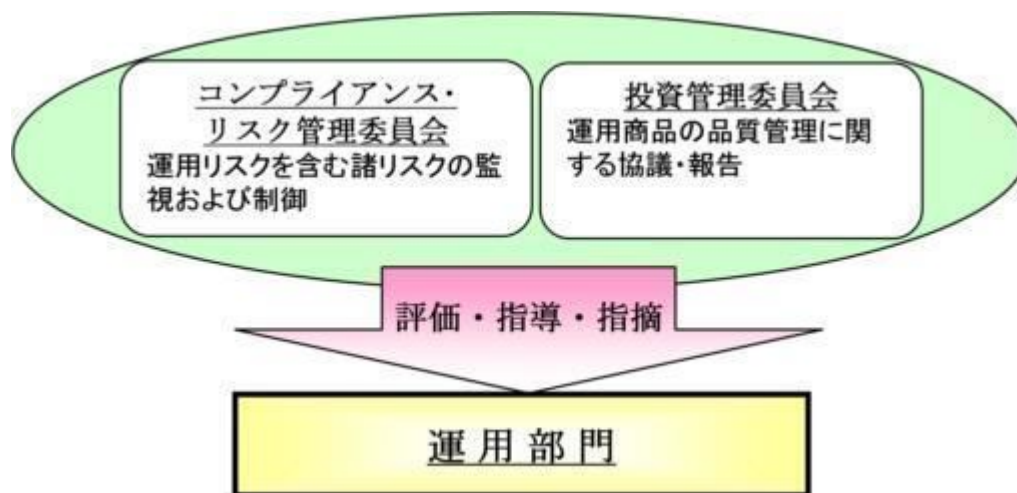 コンプライアンス・
リスク管理委員会
運用リスクを含む諸リスクの監
視および制御
投資管理委員会
運用商品の品質管理に関
する協議・報告
評価・指導・指摘
運用部門